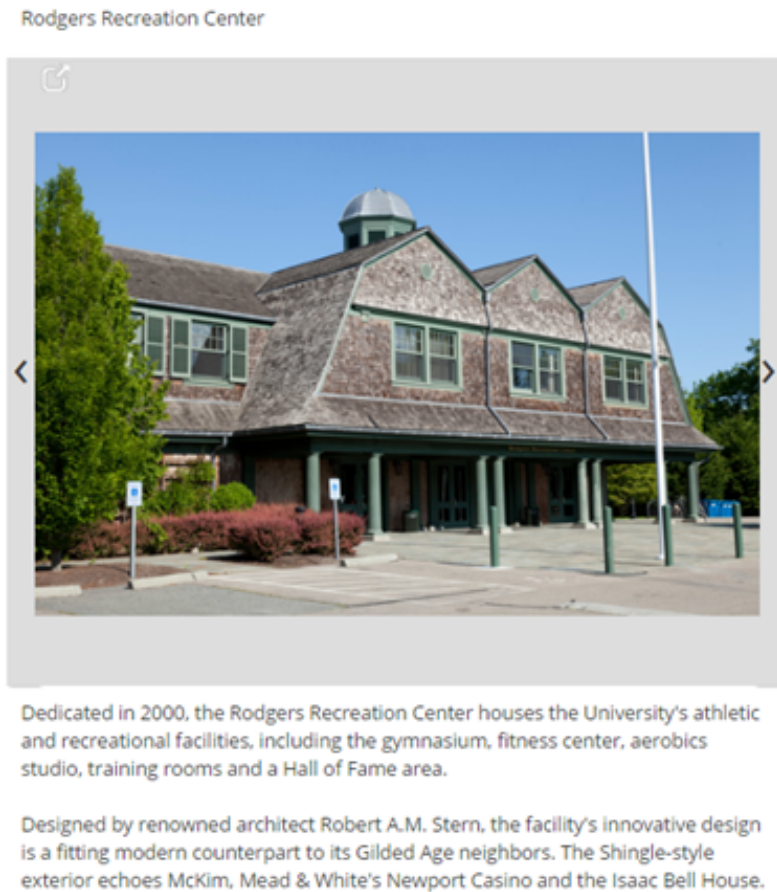 Rodgers Recreation Center
Dedicated in 2000, the Rodgers Recreation Center houses the University's athletic
and recreational facilities, including the gymnasium, fitness center, aerobics
studio, training rooms and a Hall of Fame area.
Designed by renowned architect Robert A.M. Stern, the facility's innovative design
is a fitting modern counterpart to its Gilded Age neighbors. The Shingle-style
exterior echoes McKim, Mead & White's Newport Casino and the Isaac Bell House.